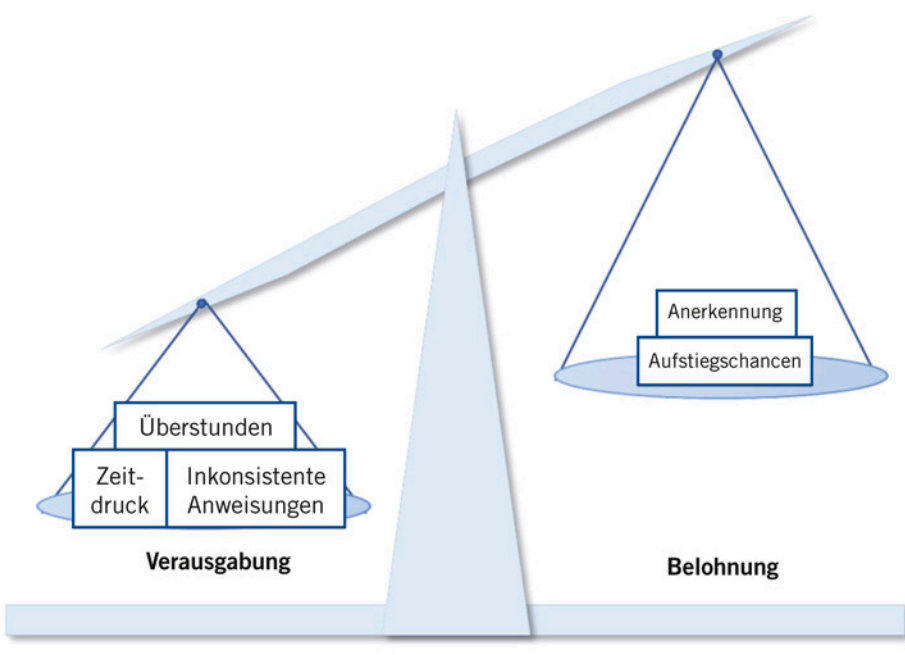 Anerkennung
Aufstiegschancen
Überstunden
Zeit-
druck
Inkonsistente
Anweisungen
Verausgabung
Belohnung